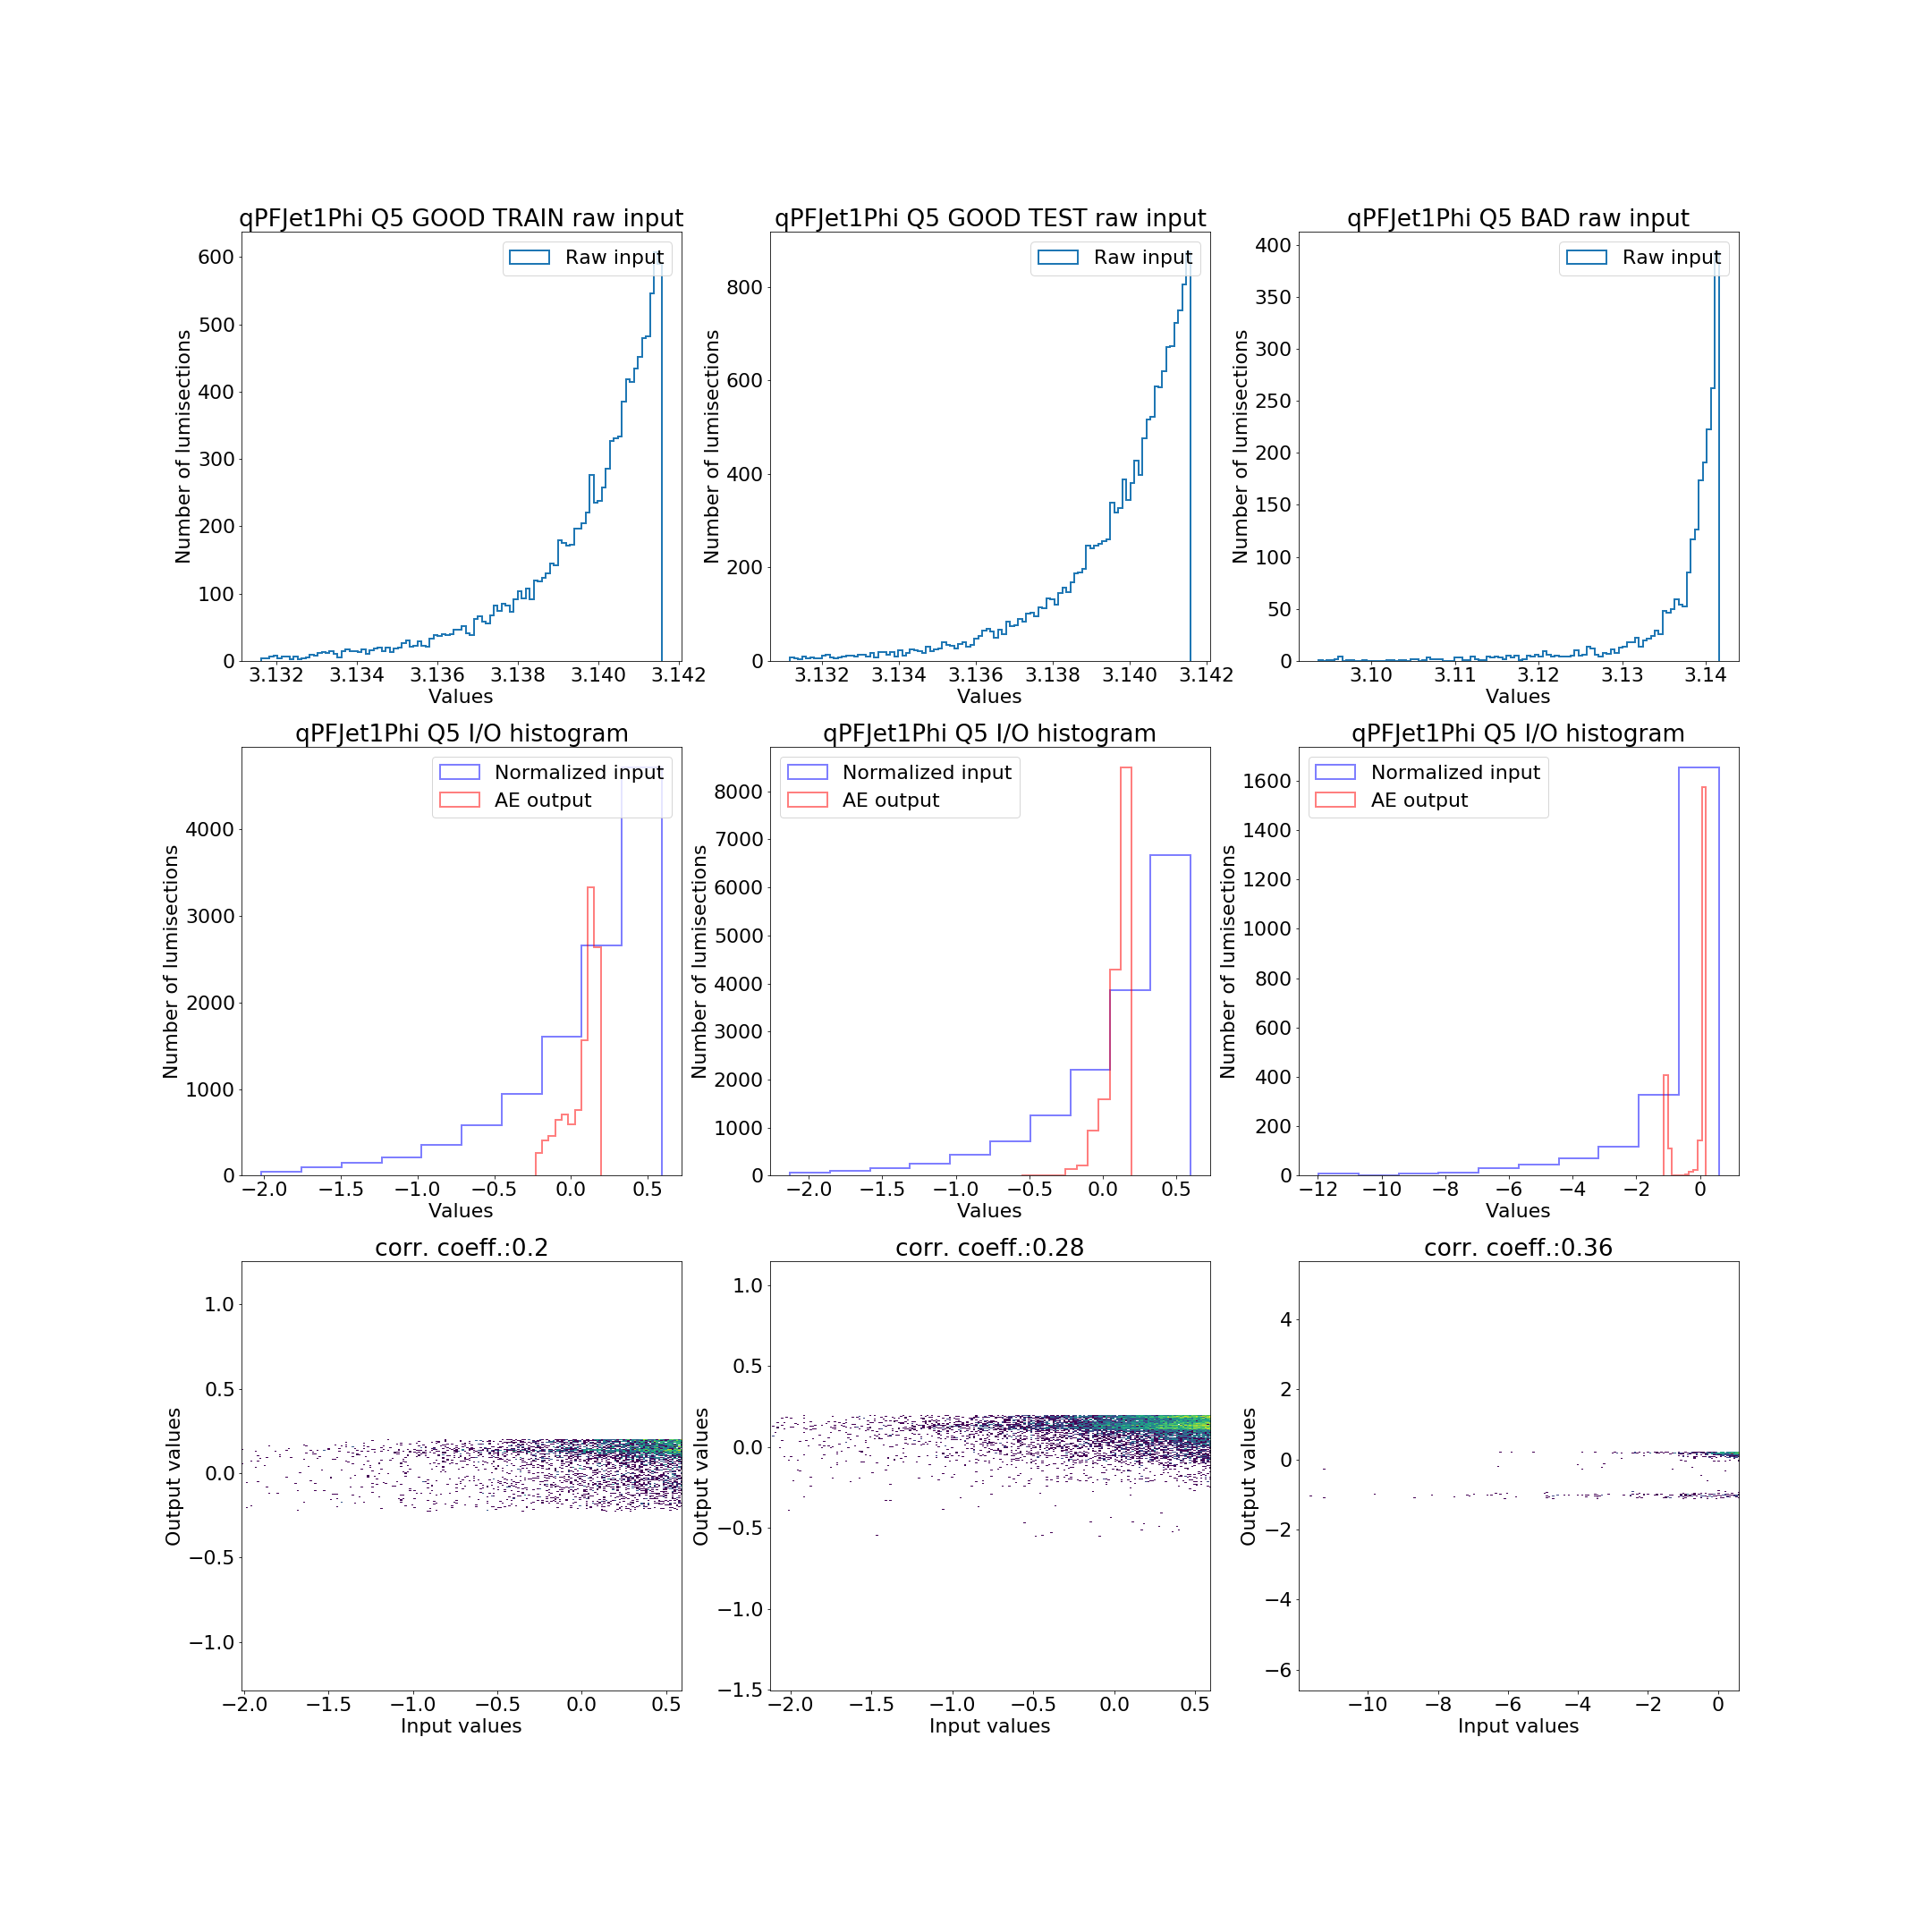 qPFJet1Phi Q5 GOOD TRAIN raw input
Raw input
600
500
400
300
200
100
0
Number of lumisections
3.132 3.134 3.136 3.138 3.140 3.142
Values
qPFJet1Phi Q5 GOOD TEST raw input
Raw input
800
600
400
200
0
Number of lumisections
3.132 3.134 3.136 3.138 3.140 3.142
Values
qPFJet1Phi Q5 BAD raw input
Raw input
400
350
300
250
200
150
100
50
0
Number of lumisections
3.10 3.11 3.12 3.13 3.14
Values
qPFJet1Phi Q5 I/O histogram
Normalized input
AE output
4000
3000
2000
1000
0
Number of lumisections
−2.0 −1.5 −1.0 −0.5 0.0 0.5
Values
qPFJet1Phi Q5 I/O histogram
Normalized input
AE output
8000
7000
6000
5000
4000
3000
2000
1000
0
Number of lumisections
−2.0 −1.5 −1.0 −0.5 0.0 0.5
Values
qPFJet1Phi Q5 I/O histogram
Normalized input
AE output
1600
1400
1200
1000
800
600
400
200
0
Number of lumisections
−12 −10 −8 −6 −4 −2 0
Values
corr. coeff.:0.2
1.0
0.5
0.0
−0.5
−1.0
Output values
−2.0 −1.5 −1.0 −0.5 0.0 0.5
Input values
corr. coeff.:0.28
1.0
0.5
0.0
−0.5
−1.0
−1.5
Output values
−2.0 −1.5 −1.0 −0.5 0.0 0.5
Input values
corr. coeff.:0.36
4
2
0
−2
−4
−6
Output values
−10 −8 −6 −4 −2 0
Input values